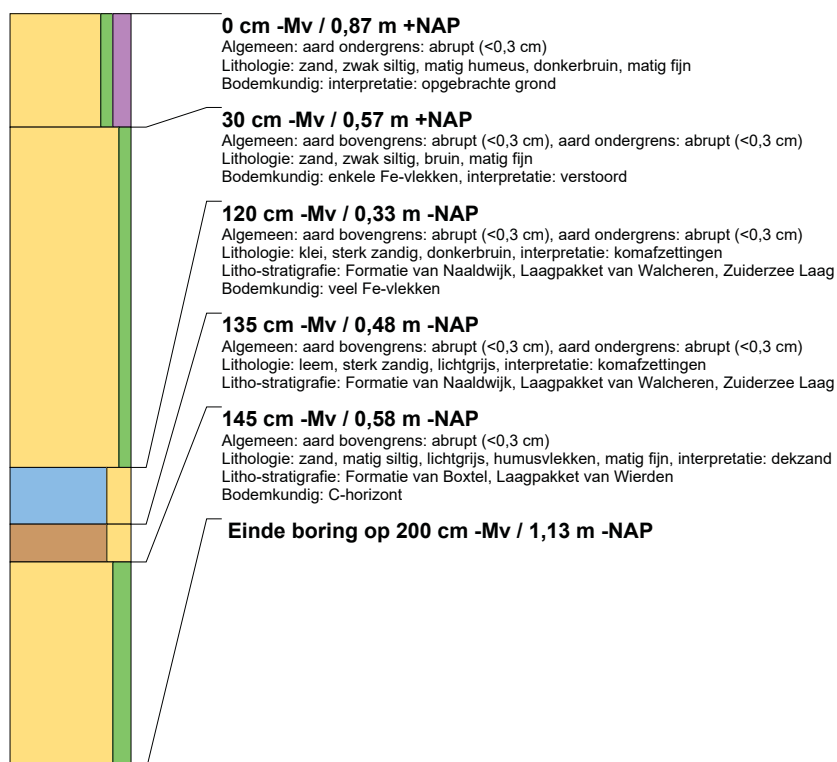 0 cm -Mv / 0,87 m +NAP
Algemeen: aard ondergrens: abrupt (<0,3 cm)
Lithologie: zand, zwak siltig, matig humeus, donkerbruin, matig fijn
Bodemkundig: interpretatie: opgebrachte grond
30 cm -Mv / 0,57 m +NAP
Algemeen: aard bovengrens: abrupt (<0,3 cm), aard ondergrens: abrupt (<0,3 cm)
Lithologie: zand, zwak siltig, bruin, matig fijn
Bodemkundig: enkele Fe-vlekken, interpretatie: verstoord
120 cm -Mv / 0,33 m -NAP
Algemeen: aard bovengrens: abrupt (<0,3 cm), aard ondergrens: abrupt (<0,3 cm)
Lithologie: klei, sterk zandig, donkerbruin, interpretatie: komafzettingen
Litho-stratigrafie: Formatie van Naaldwijk, Laagpakket van Walcheren, Zuiderzee Laag
Bodemkundig: veel Fe-vlekken
135 cm -Mv / 0,48 m -NAP
Algemeen: aard bovengrens: abrupt (<0,3 cm), aard ondergrens: abrupt (<0,3 cm)
Lithologie: leem, sterk zandig, lichtgrijs, interpretatie: komafzettingen
Litho-stratigrafie: Formatie van Naaldwijk, Laagpakket van Walcheren, Zuiderzee Laag
145 cm -Mv / 0,58 m -NAP
Algemeen: aard bovengrens: abrupt (<0,3 cm)
Lithologie: zand, matig siltig, lichtgrijs, humusvlekken, matig fijn, interpretatie: dekzand
Litho-stratigrafie: Formatie van Boxtel, Laagpakket van Wierden
Bodemkundig: C-horizont
Einde boring op 200 cm -Mv / 1,13 m -NAP